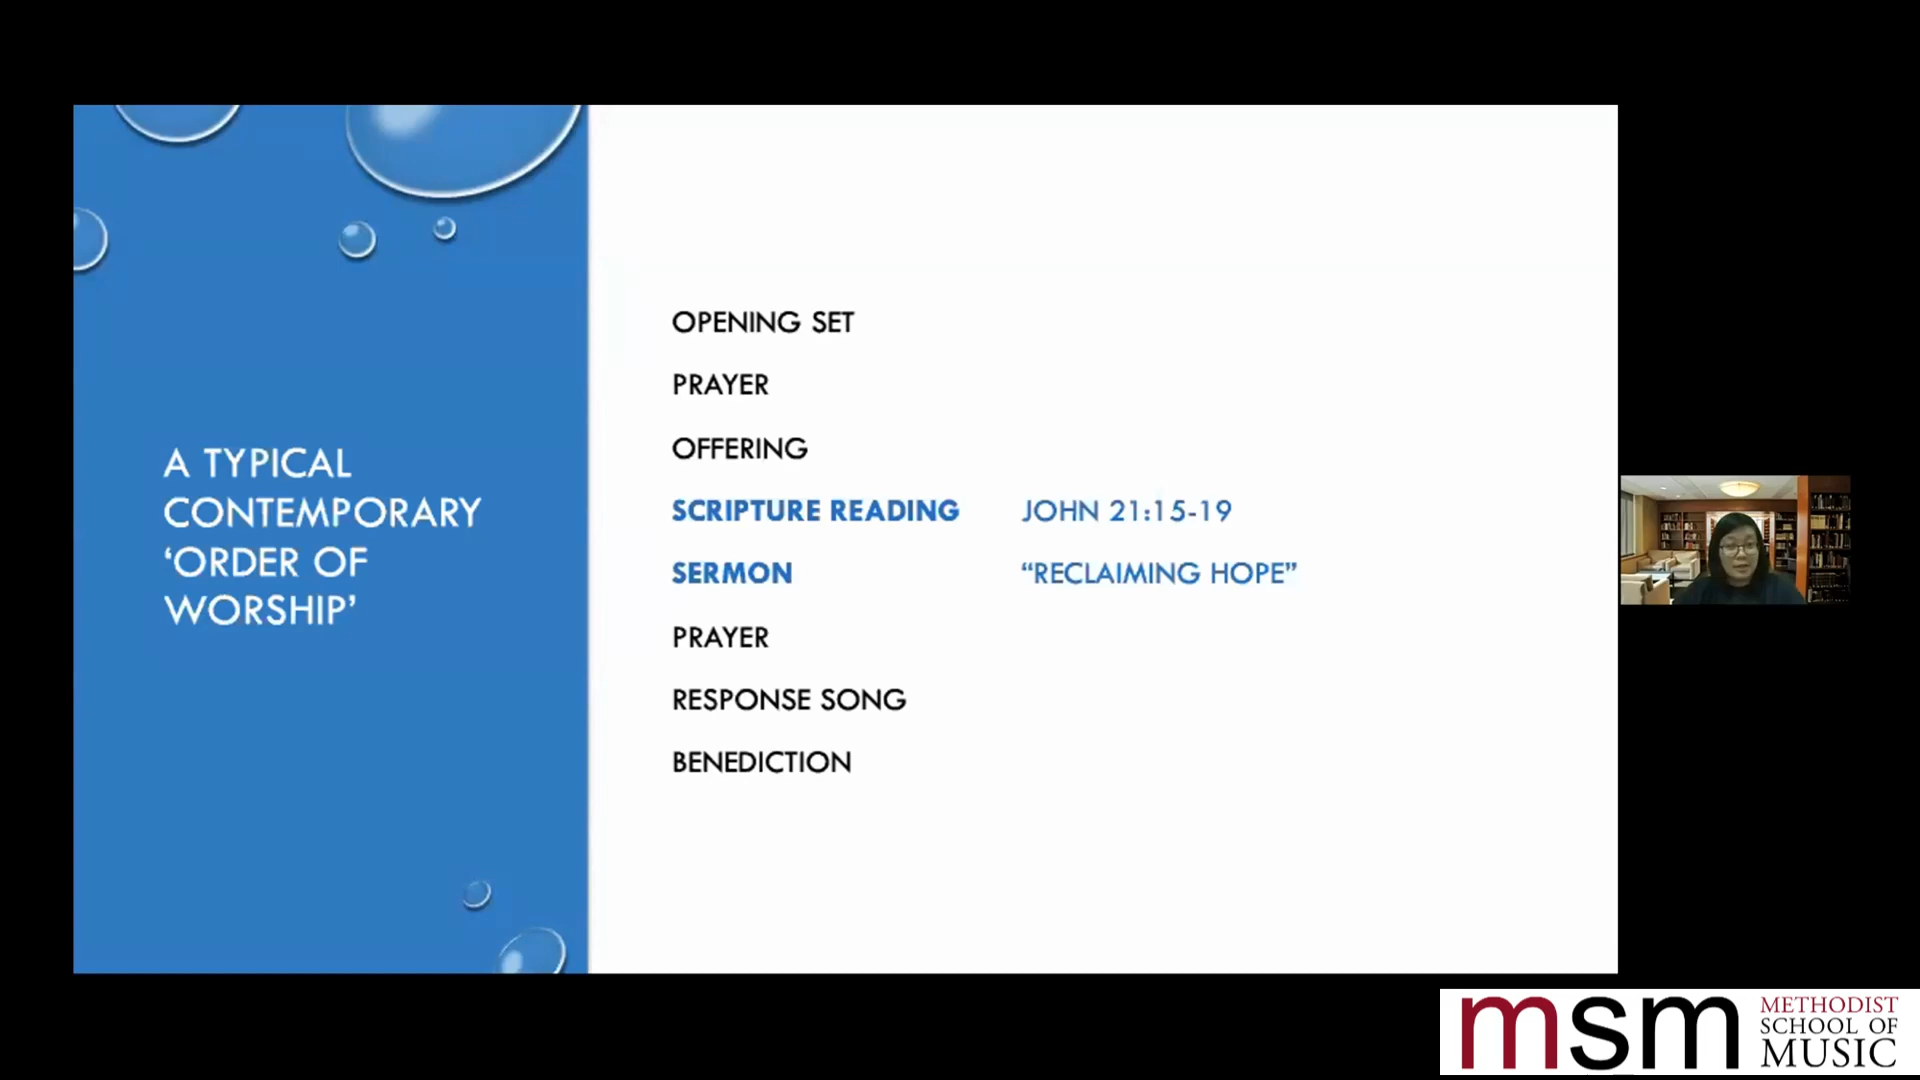 A TYPICAL
CONTEMPORARY
‘ORDER OF
WORSHIP’
OPENING SET
PRAYER
OFFERING
SCRIPTURE READING JOHN 21:15-19
SERMON “RECLAIMING HOPE”
PRAYER
RESPONSE SONG
BENEDICTION
msm METHODIST
SCHOOL OF
MUSIC